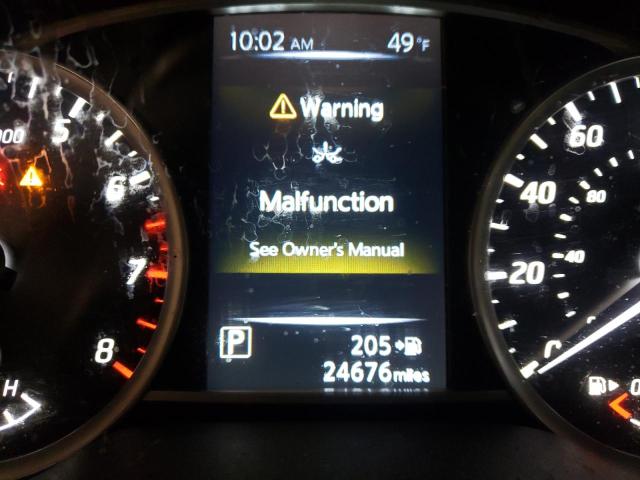 10:02 AM 49°F
Warning
Malfunction
See Owner's Manual
P 205
24676 miles
5
6
7
8
H
60
40
20
0
80
40